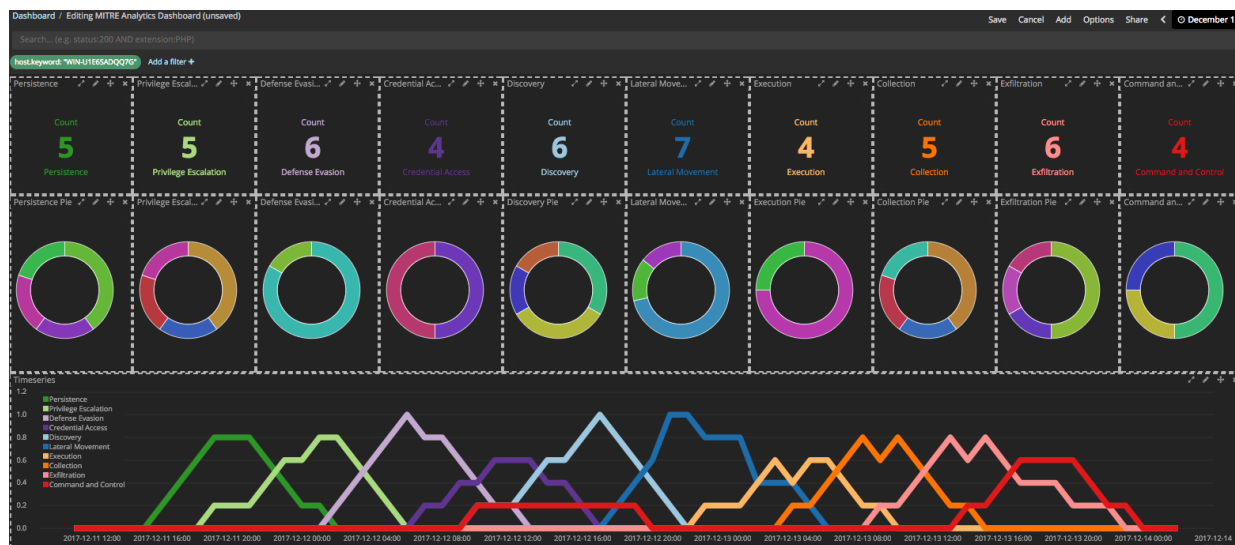 Dashboard / Editing MITRE Analytics Dashboard (unsaved)
Save Cancel Add Options Share < December 1
Search... (e.g. status:200 AND extension:PHP)
host.keyword: "WIN-U1E6SADQQ7G" Add a filter +
Persistence Privilege Escal... Defense Evasi... Credential Ac... Discovery Lateral Move... Execution Collection Exfiltration Command an...
Count Count Count Count Count Count Count Count Count Count
5 5 6 4 6 7 4 5 6 4
Persistence Privilege Escalation Defense Evasion Credential Access Discovery Lateral Movement Execution Collection Exfiltration Command and Control
Persistence Pie Privilege Escal... Defense Evasi... Credential Ac... Discovery Pie Lateral Move... Execution Pie Collection Pie Exfiltration Pie Command an...
Timeseries
1.2
1.0
0.8
0.6
0.4
0.2
0.0
Persistence
Privilege Escalation
Defense Evasion
Credential Access
Discovery
Lateral Movement
Execution
Collection
Exfiltration
Command and Control
2017-12-11 12:00 2017-12-11 16:00 2017-12-11 20:00 2017-12-12 00:00 2017-12-12 04:00 2017-12-12 08:00 2017-12-12 12:00 2017-12-12 16:00 2017-12-12 20:00 2017-12-13 00:00 2017-12-13 04:00 2017-12-13 08:00 2017-12-13 12:00 2017-12-13 16:00 2017-12-13 20:00 2017-12-14 00:00 2017-12-14